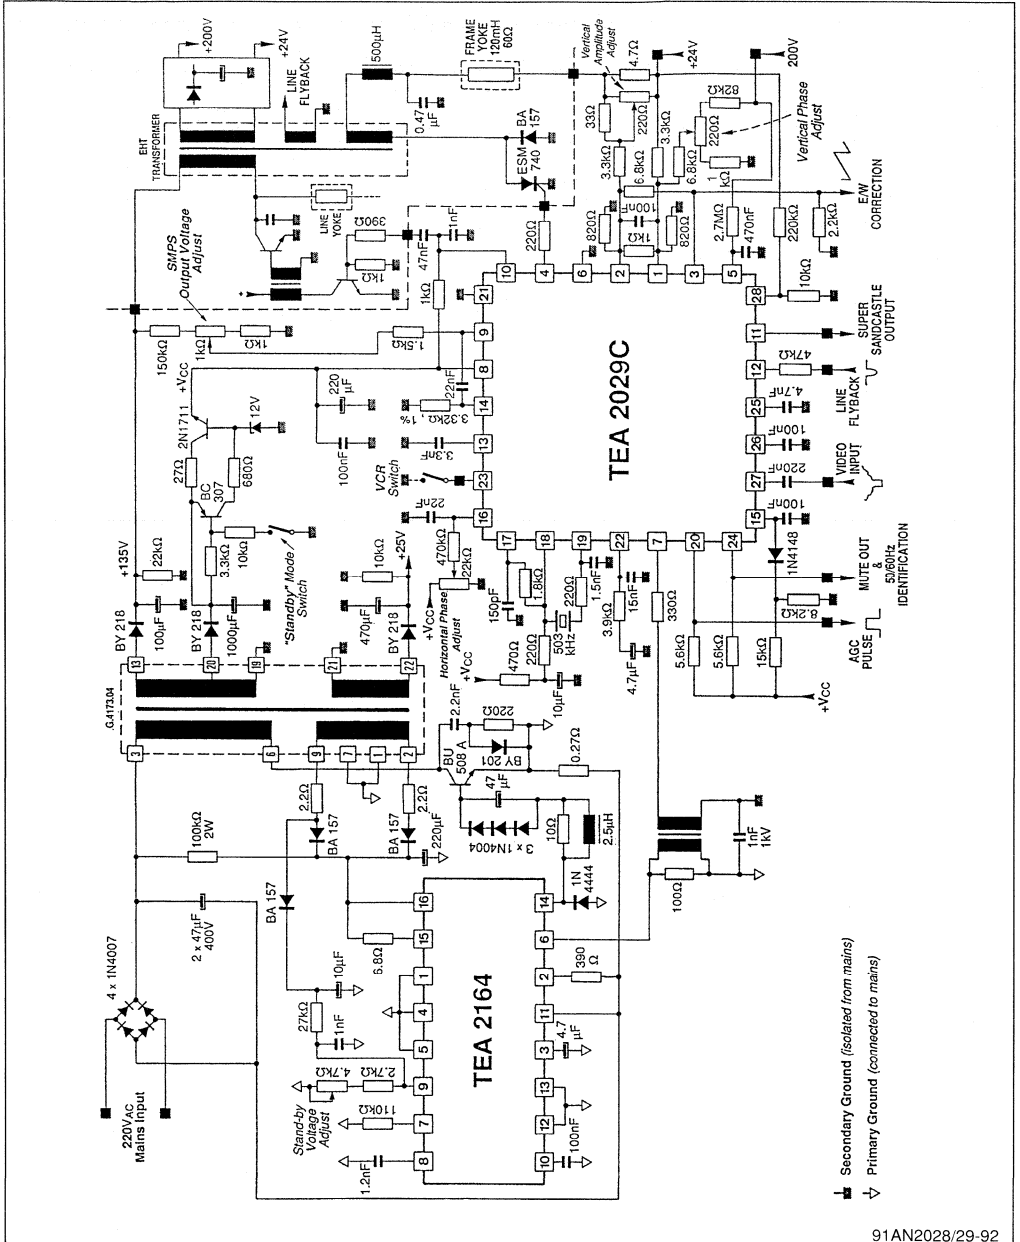 +200V
+24V
LINE
FLYBACK
500µH
FRAME
YOKE
120mH
60Ω
Vertical
Amplitude
Adjust
4.7Ω
+24V
200V
EHT
TRANSFORMER
0.47
µF
BA
157
ESM
740
33Ω
220Ω
3.3kΩ
3.3kΩ
6.8kΩ
6.8kΩ
220Ω
82kΩ
1
kΩ
Vertical Phase
Adjust
E/W
CORRECTION
LINE
YOKE
390Ω
1kΩ
47nF
1nF
220Ω
820Ω
100nF
1kΩ
820Ω
2.7MΩ
470nF
220kΩ
2.2kΩ
10kΩ
SMPS
Output Voltage
Adjust
+
150kΩ
1kΩ
1kΩ
1.5kΩ
1kΩ
10
4
6
2
1
3
5
21
9
8
14
13
23
16
28
11
12
25
26
27
15
TEA 2029C
SUPER
SANDCASTLE
OUTPUT
47kΩ
LINE
FLYBACK
4.7nF
100nF
220nF
VIDEO
INPUT
100nF
+VCC
2N1711
12V
27Ω
680Ω
BC
307
220
µF
100nF
22nF
3.32kΩ , 1%
3.3nF
VCR
Switch
22nF
+135V
22kΩ
3.3kΩ
10kΩ
"Standby" Mode
Switch
10kΩ
+25V
470kΩ
22kΩ
+VCC
Horizontal Phase
Adjust
BY 218
100µF
BY 218
1000µF
470µF
BY 218
17
18
19
22
7
20
24
150pF
1.8kΩ
220Ω
1.5nF
503
kHz
3.9kΩ
15nF
4.7µF
330Ω
1N4148
MUTE OUT
&
50/60Hz
IDENTIFICATION
8.2kΩ
AGC
PULSE
5.6kΩ
5.6kΩ
15kΩ
+VCC
+VCC
470Ω
220Ω
10µF
.G.4173.04
13
20
19
21
22
3
6
9
7
1
2
2.2nF
220Ω
BU
508 A
BY 201
0.27Ω
47
µF
3 x 1N4004
10Ω
2.5µH
1N
4444
100kΩ
2W
2.2Ω
2.2Ω
BA 157
BA 157
220µF
BA 157
2 x 47µF
400V
4 x 1N4007
220VAC
Mains Input
6.8Ω
10µF
27kΩ
1nF
4.7kΩ
2.7kΩ
Stand-by
Voltage
Adjust
110kΩ
1.2nF
16
15
1
4
5
9
7
8
TEA 2164
14
6
2
11
3
13
12
10
390
Ω
4.7
µF
100nF
100Ω
1nF
1kV
Secondary Ground (isolated from mains)
Primary Ground (connected to mains)
91AN2028/29-92